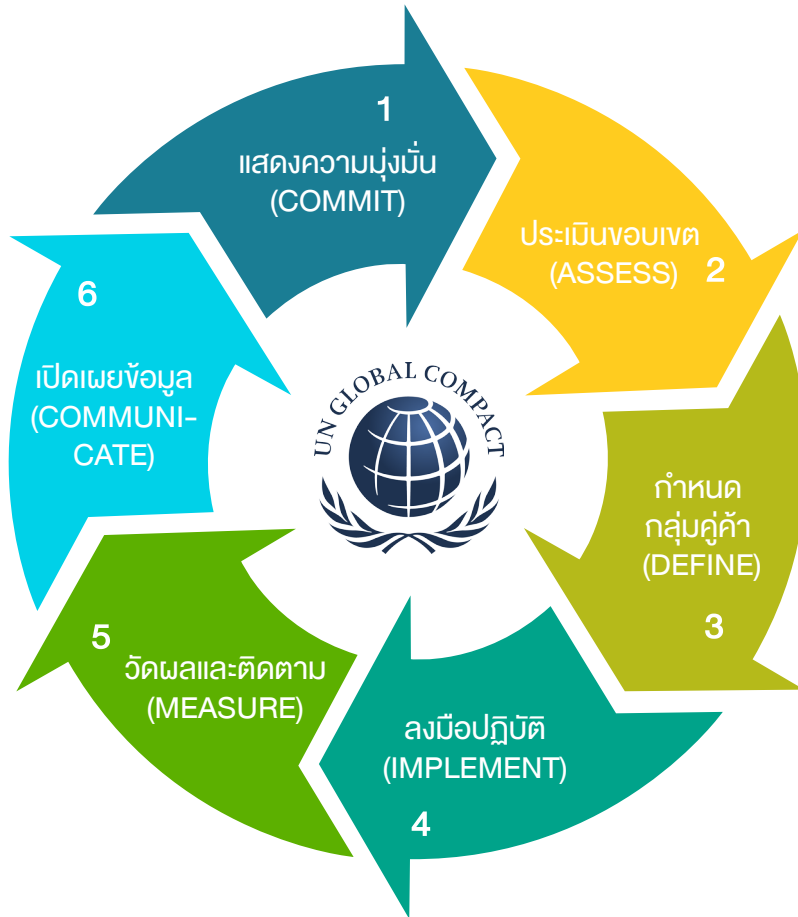 1
แสดงความมุ่งมั่น
(COMMIT)
ประเมินขอบเขต
(ASSESS) 2
กำหนด
กลุ่มคู่ค้า
(DEFINE)
3
ลงมือปฏิบัติ
(IMPLEMENT)
4
5
วัดผลและติดตาม
(MEASURE)
6
เปิดเผยข้อมูล
(COMMUNI-
CATE)
UN GLOBAL COMPACT